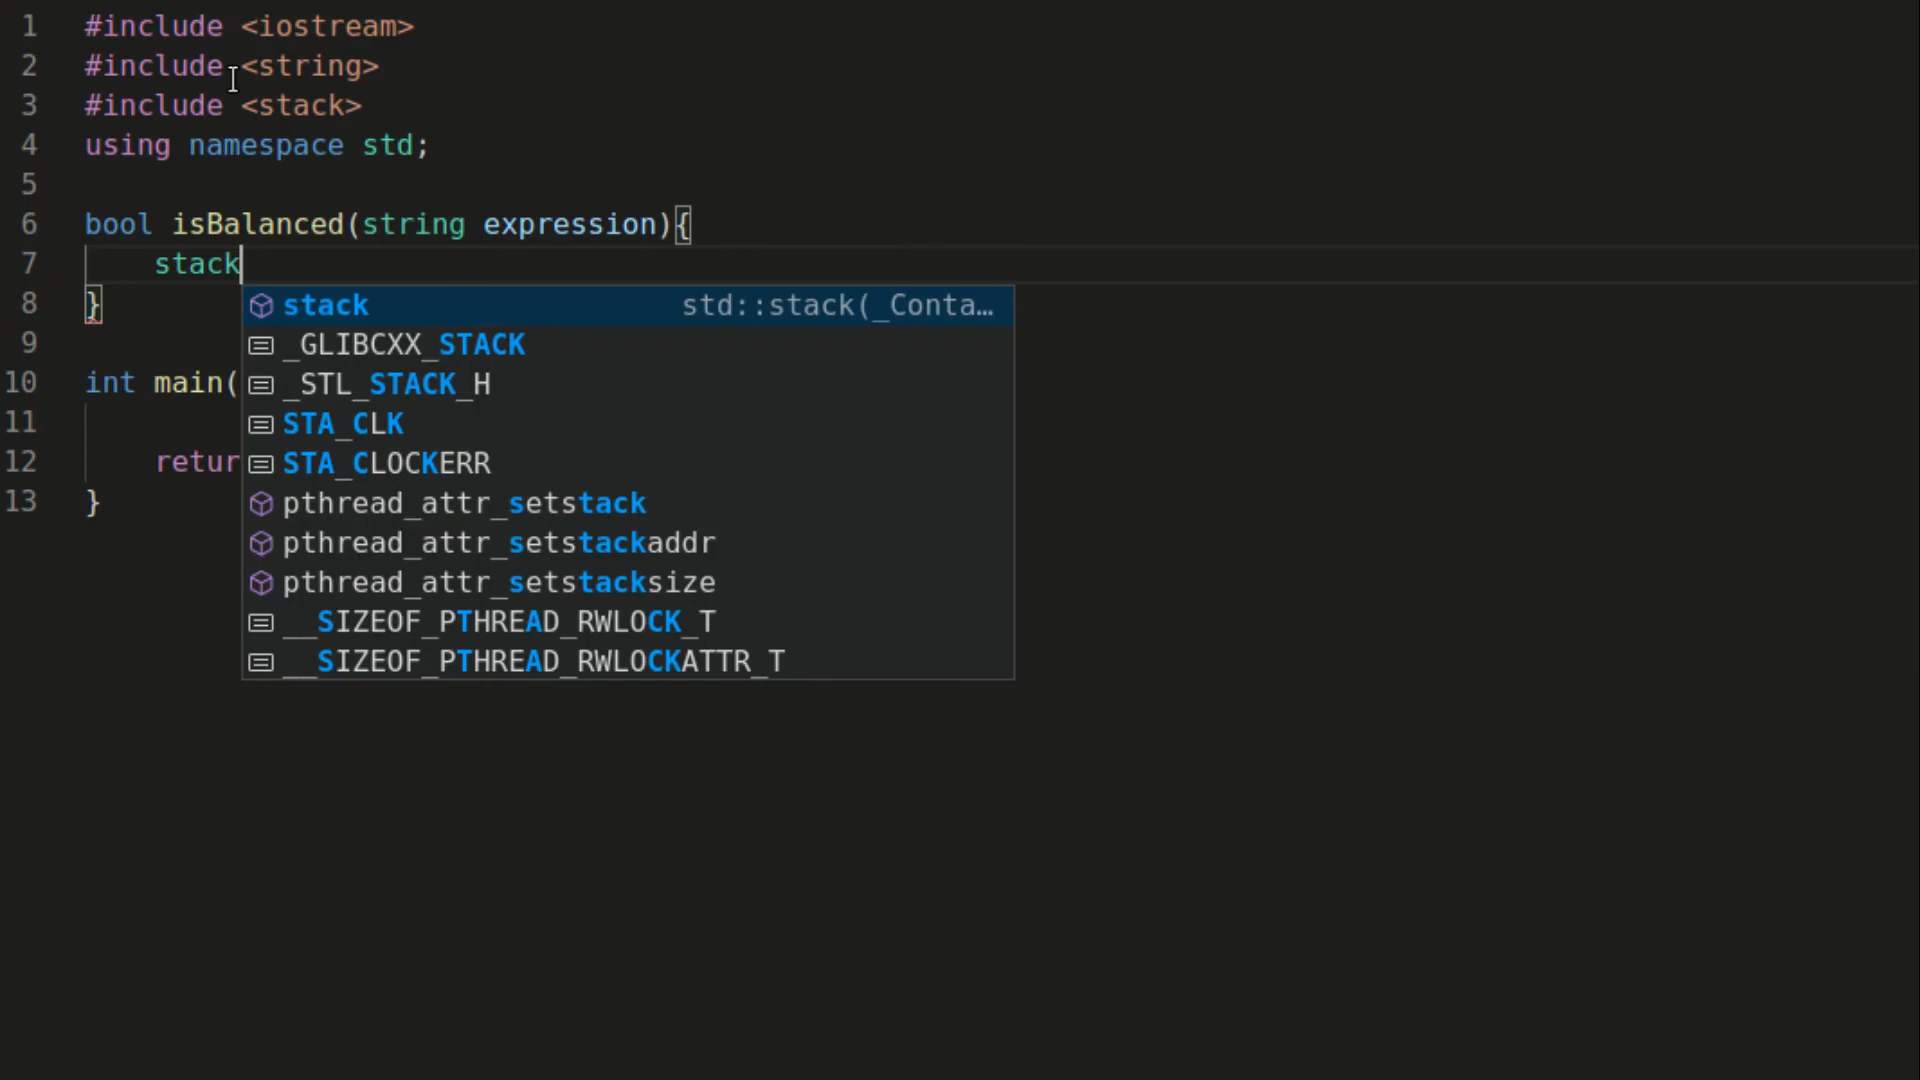 1 #include <iostream>
2 #include <string>
3 #include <stack>
4 using namespace std;
5
6 bool isBalanced(string expression){
7 stack
8 }
stack std::stack(_Conta…
9
_GLIBCXX_STACK
10 int main(
_STL_STACK_H
11
STA_CLK
12 retur
STA_CLOCKERR
13 }
pthread_attr_setstack
pthread_attr_setstackaddr
pthread_attr_setstacksize
__SIZEOF_PTHREAD_RWLOCK_T
__SIZEOF_PTHREAD_RWLOCKATTR_T